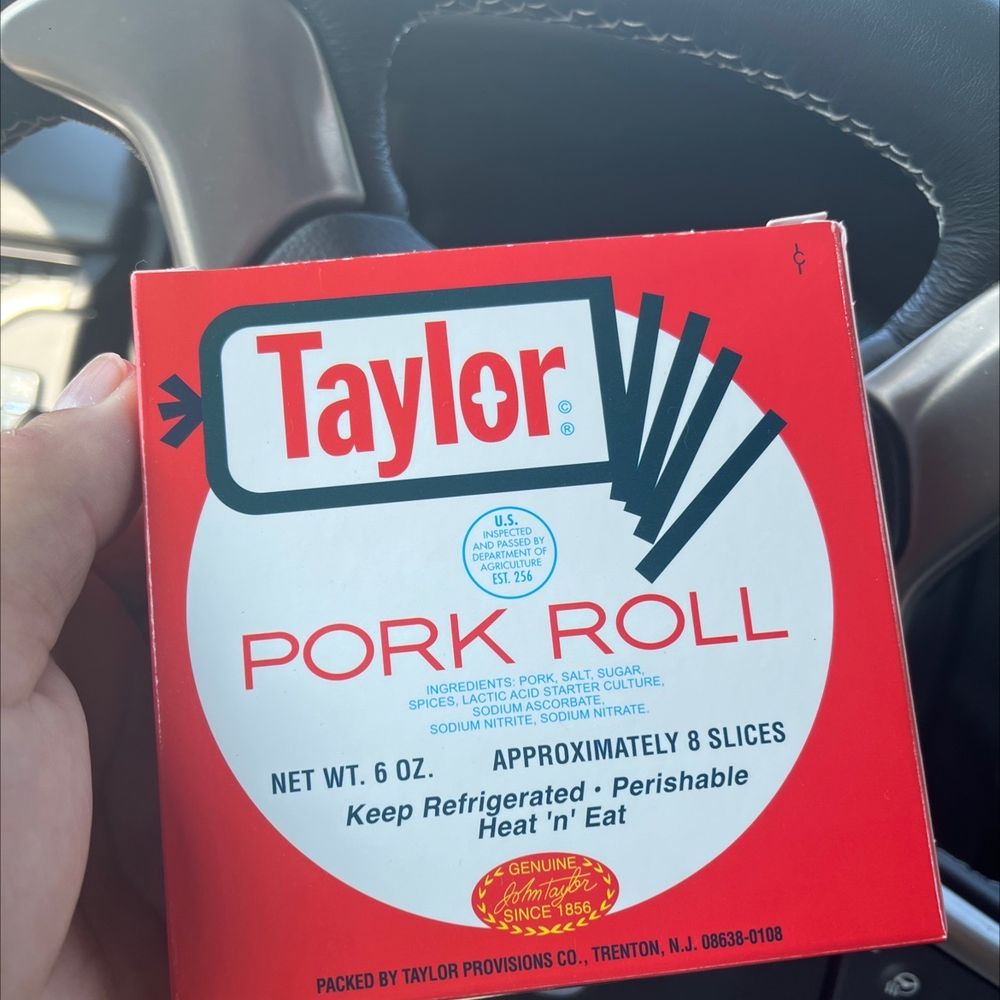 Taylor
©
®
U.S.
INSPECTED
AND PASSED BY
DEPARTMENT OF
AGRICULTURE
EST. 256
PORK ROLL
INGREDIENTS: PORK, SALT, SUGAR,
SPICES, LACTIC ACID STARTER CULTURE,
SODIUM ASCORBATE,
SODIUM NITRITE, SODIUM NITRATE.
NET WT. 6 OZ. APPROXIMATELY 8 SLICES
Keep Refrigerated • Perishable
Heat 'n' Eat
GENUINE
John Taylor
SINCE 1856
PACKED BY TAYLOR PROVISIONS CO., TRENTON, N.J. 08638-0108